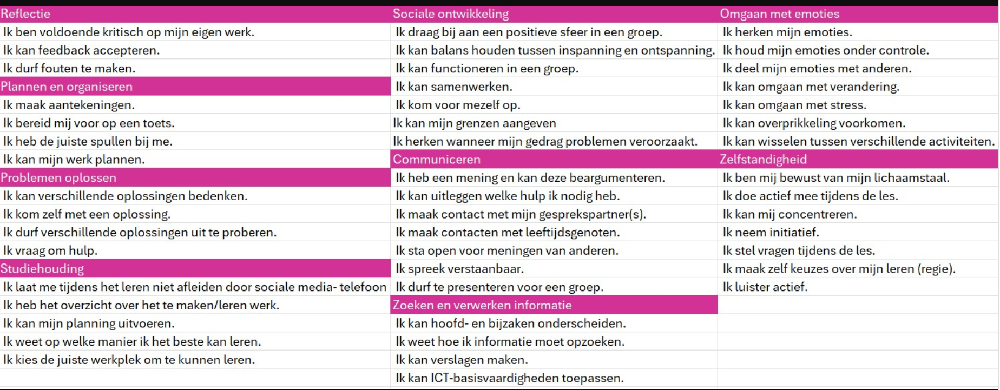 Reflectie
Ik ben voldoende kritisch op mijn eigen werk.
Ik kan feedback accepteren.
Ik durf fouten te maken.
Plannen en organiseren
Ik maak aantekeningen.
Ik bereid mij voor op een toets.
Ik heb de juiste spullen bij me.
Ik kan mijn werk plannen.
Problemen oplossen
Ik kan verschillende oplossingen bedenken.
Ik kom zelf met een oplossing.
Ik durf verschillende oplossingen uit te proberen.
Ik vraag om hulp.
Studiehouding
Ik laat me tijdens het leren niet afleiden door sociale media- telefoon
Ik heb het overzicht over het te maken/leren werk.
Ik kan mijn planning uitvoeren.
Ik weet op welke manier ik het beste kan leren.
Ik kies de juiste werkplek om te kunnen leren.
Sociale ontwikkeling
Ik draag bij aan een positieve sfeer in een groep.
Ik kan balans houden tussen inspanning en ontspanning.
Ik kan functioneren in een groep.
Ik kan samenwerken.
Ik kom voor mezelf op.
Ik kan mijn grenzen aangeven
Ik herken wanneer mijn gedrag problemen veroorzaakt.
Communiceren
Ik heb een mening en kan deze beargumenteren.
Ik kan uitleggen welke hulp ik nodig heb.
Ik maak contact met mijn gesprekspartner(s).
Ik maak contacten met leeftijdsgenoten.
Ik sta open voor meningen van anderen.
Ik spreek verstaanbaar.
Ik durf te presenteren voor een groep.
Zoeken en verwerken informatie
Ik kan hoofd- en bijzaken onderscheiden.
Ik weet hoe ik informatie moet opzoeken.
Ik kan verslagen maken.
Ik kan ICT-basisvaardigheden toepassen.
Omgaan met emoties
Ik herken mijn emoties.
Ik houd mijn emoties onder controle.
Ik deel mijn emoties met anderen.
Ik kan omgaan met verandering.
Ik kan omgaan met stress.
Ik kan overprikkeling voorkomen.
Ik kan wisselen tussen verschillende activiteiten.
Zelfstandigheid
Ik ben mij bewust van mijn lichaamstaal.
Ik doe actief mee tijdens de les.
Ik kan mij concentreren.
Ik neem initiatief.
Ik stel vragen tijdens de les.
Ik maak zelf keuzes over mijn leren (regie).
Ik luister actief.